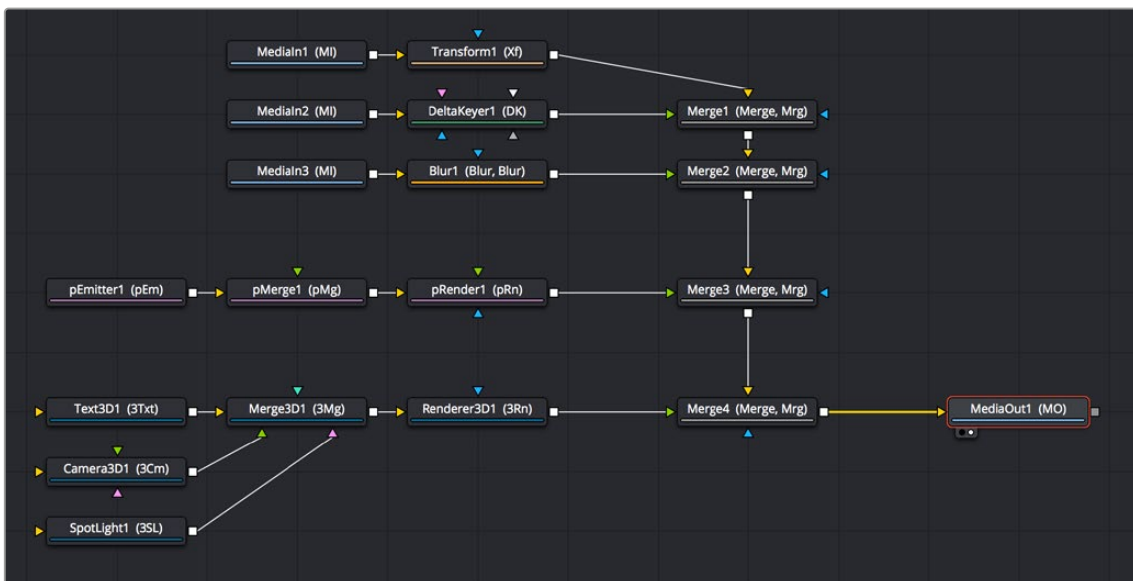 MediaIn1 (MI)
Transform1 (Xf)
MediaIn2 (MI)
DeltaKeyer1 (DK)
Merge1 (Merge, Mrg)
MediaIn3 (MI)
Blur1 (Blur, Blur)
Merge2 (Merge, Mrg)
pEmitter1 (pEm)
pMerge1 (pMg)
pRender1 (pRn)
Merge3 (Merge, Mrg)
Text3D1 (3Txt)
Merge3D1 (3Mg)
Renderer3D1 (3Rn)
Merge4 (Merge, Mrg)
MediaOut1 (MO)
Camera3D1 (3Cm)
SpotLight1 (3SL)